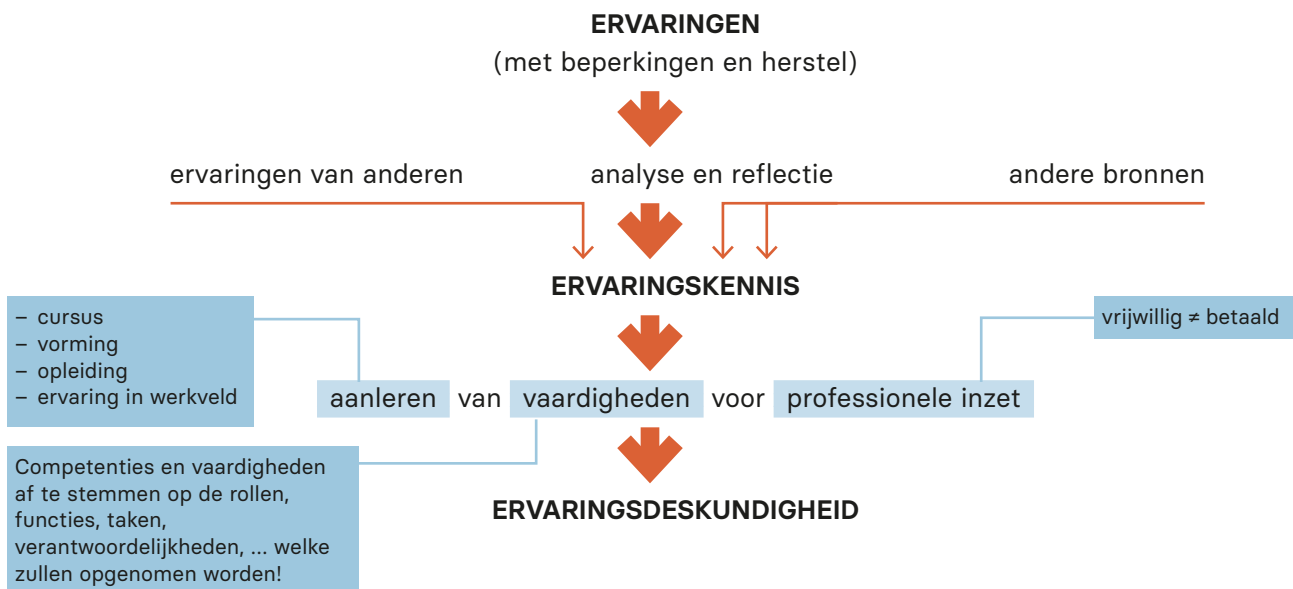 ERVARINGEN
(met beperkingen en herstel)
ervaringen van anderen
analyse en reflectie
andere bronnen
ERVARINGSKENNIS
– cursus
– vorming
– opleiding
– ervaring in werkveld
vrijwillig ≠ betaald
aanleren van vaardigheden voor professionele inzet
Competenties en vaardigheden
af te stemmen op de rollen,
functies, taken,
verantwoordelijkheden, ... welke
zullen opgenomen worden!
ERVARINGSDESKUNDIGHEID